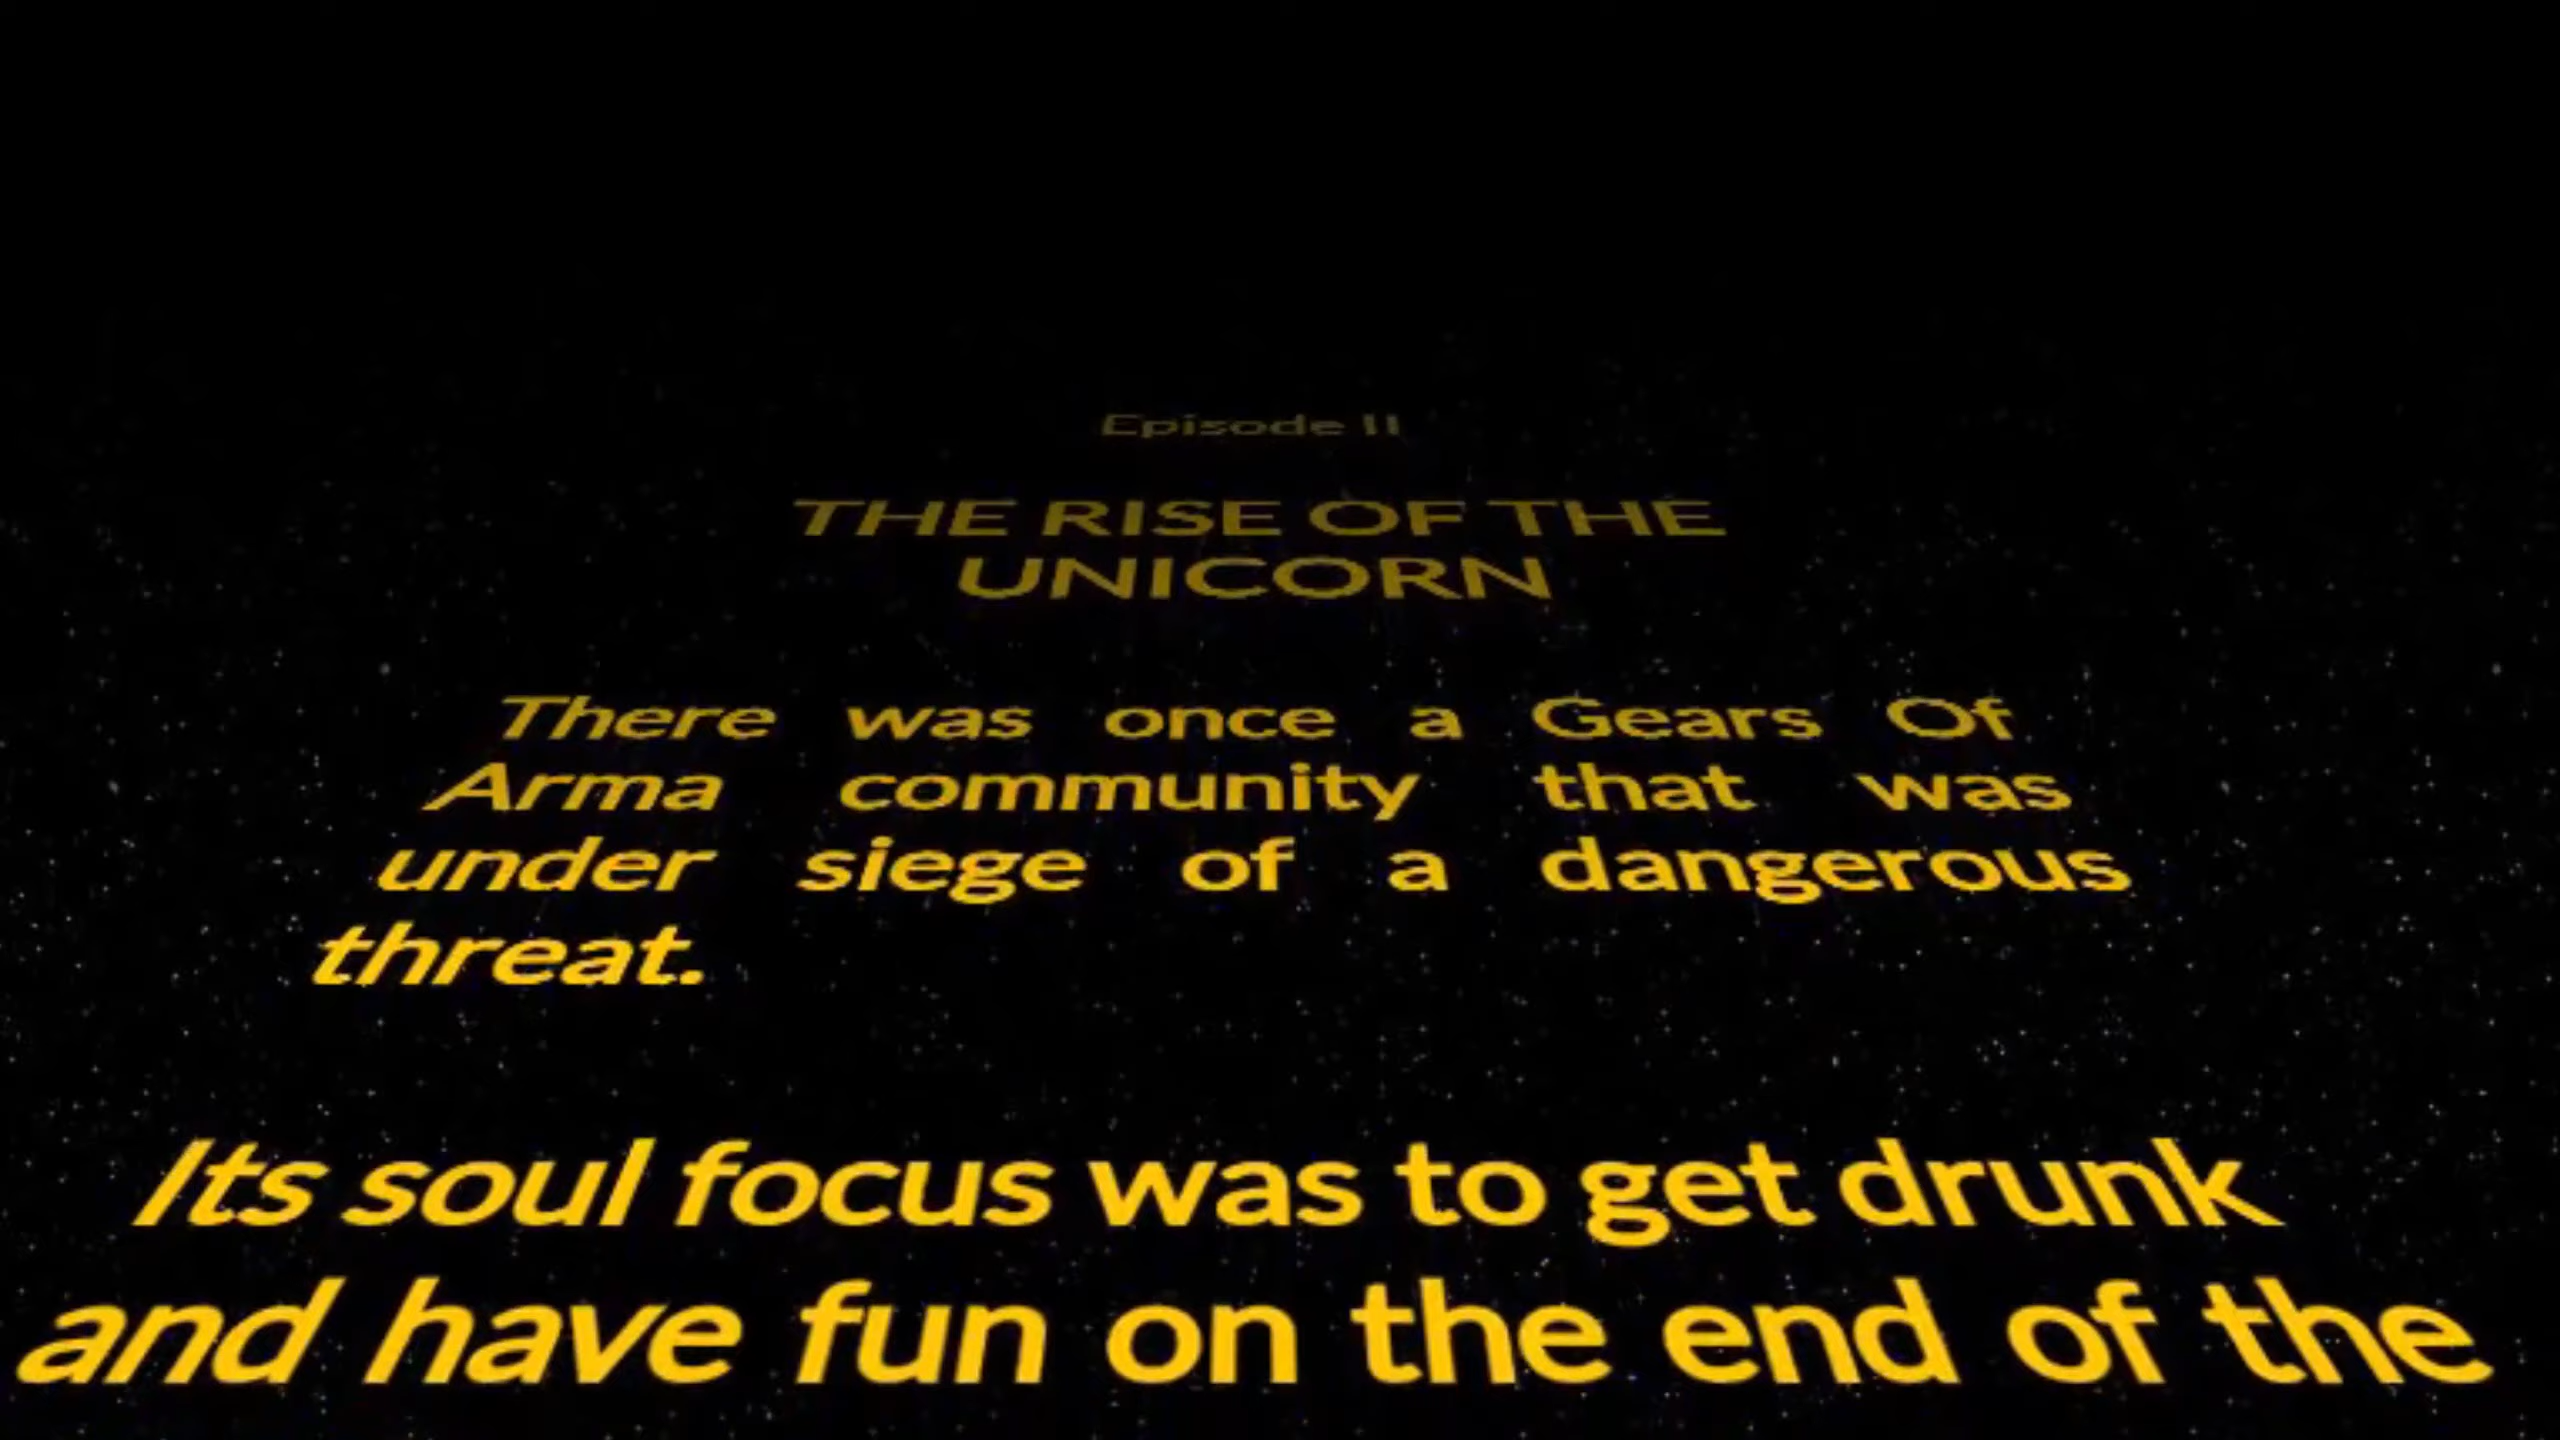 Episode II
THE RISE OF THE
UNICORN
There was once a Gears Of
Arma community that was
under siege of a dangerous
threat.
Its soul focus was to get drunk
and have fun on the end of the